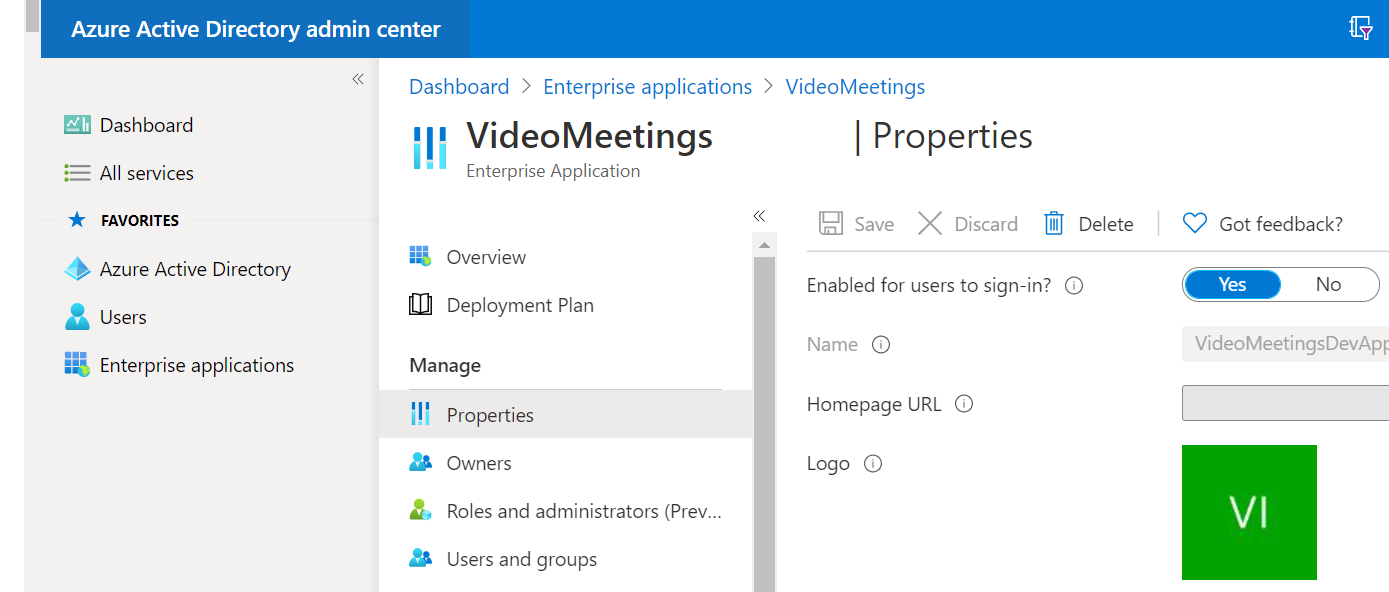 Azure Active Directory admin center
Dashboard
All services
FAVORITES
Azure Active Directory
Users
Enterprise applications
Dashboard > Enterprise applications > VideoMeetings
VideoMeetings | Properties
Enterprise Application
Overview
Deployment Plan
Manage
Properties
Owners
Roles and administrators (Prev...
Users and groups
Save Discard Delete Got feedback?
Enabled for users to sign-in? Yes No
Name VideoMeetingsDevApp
Homepage URL
Logo VI